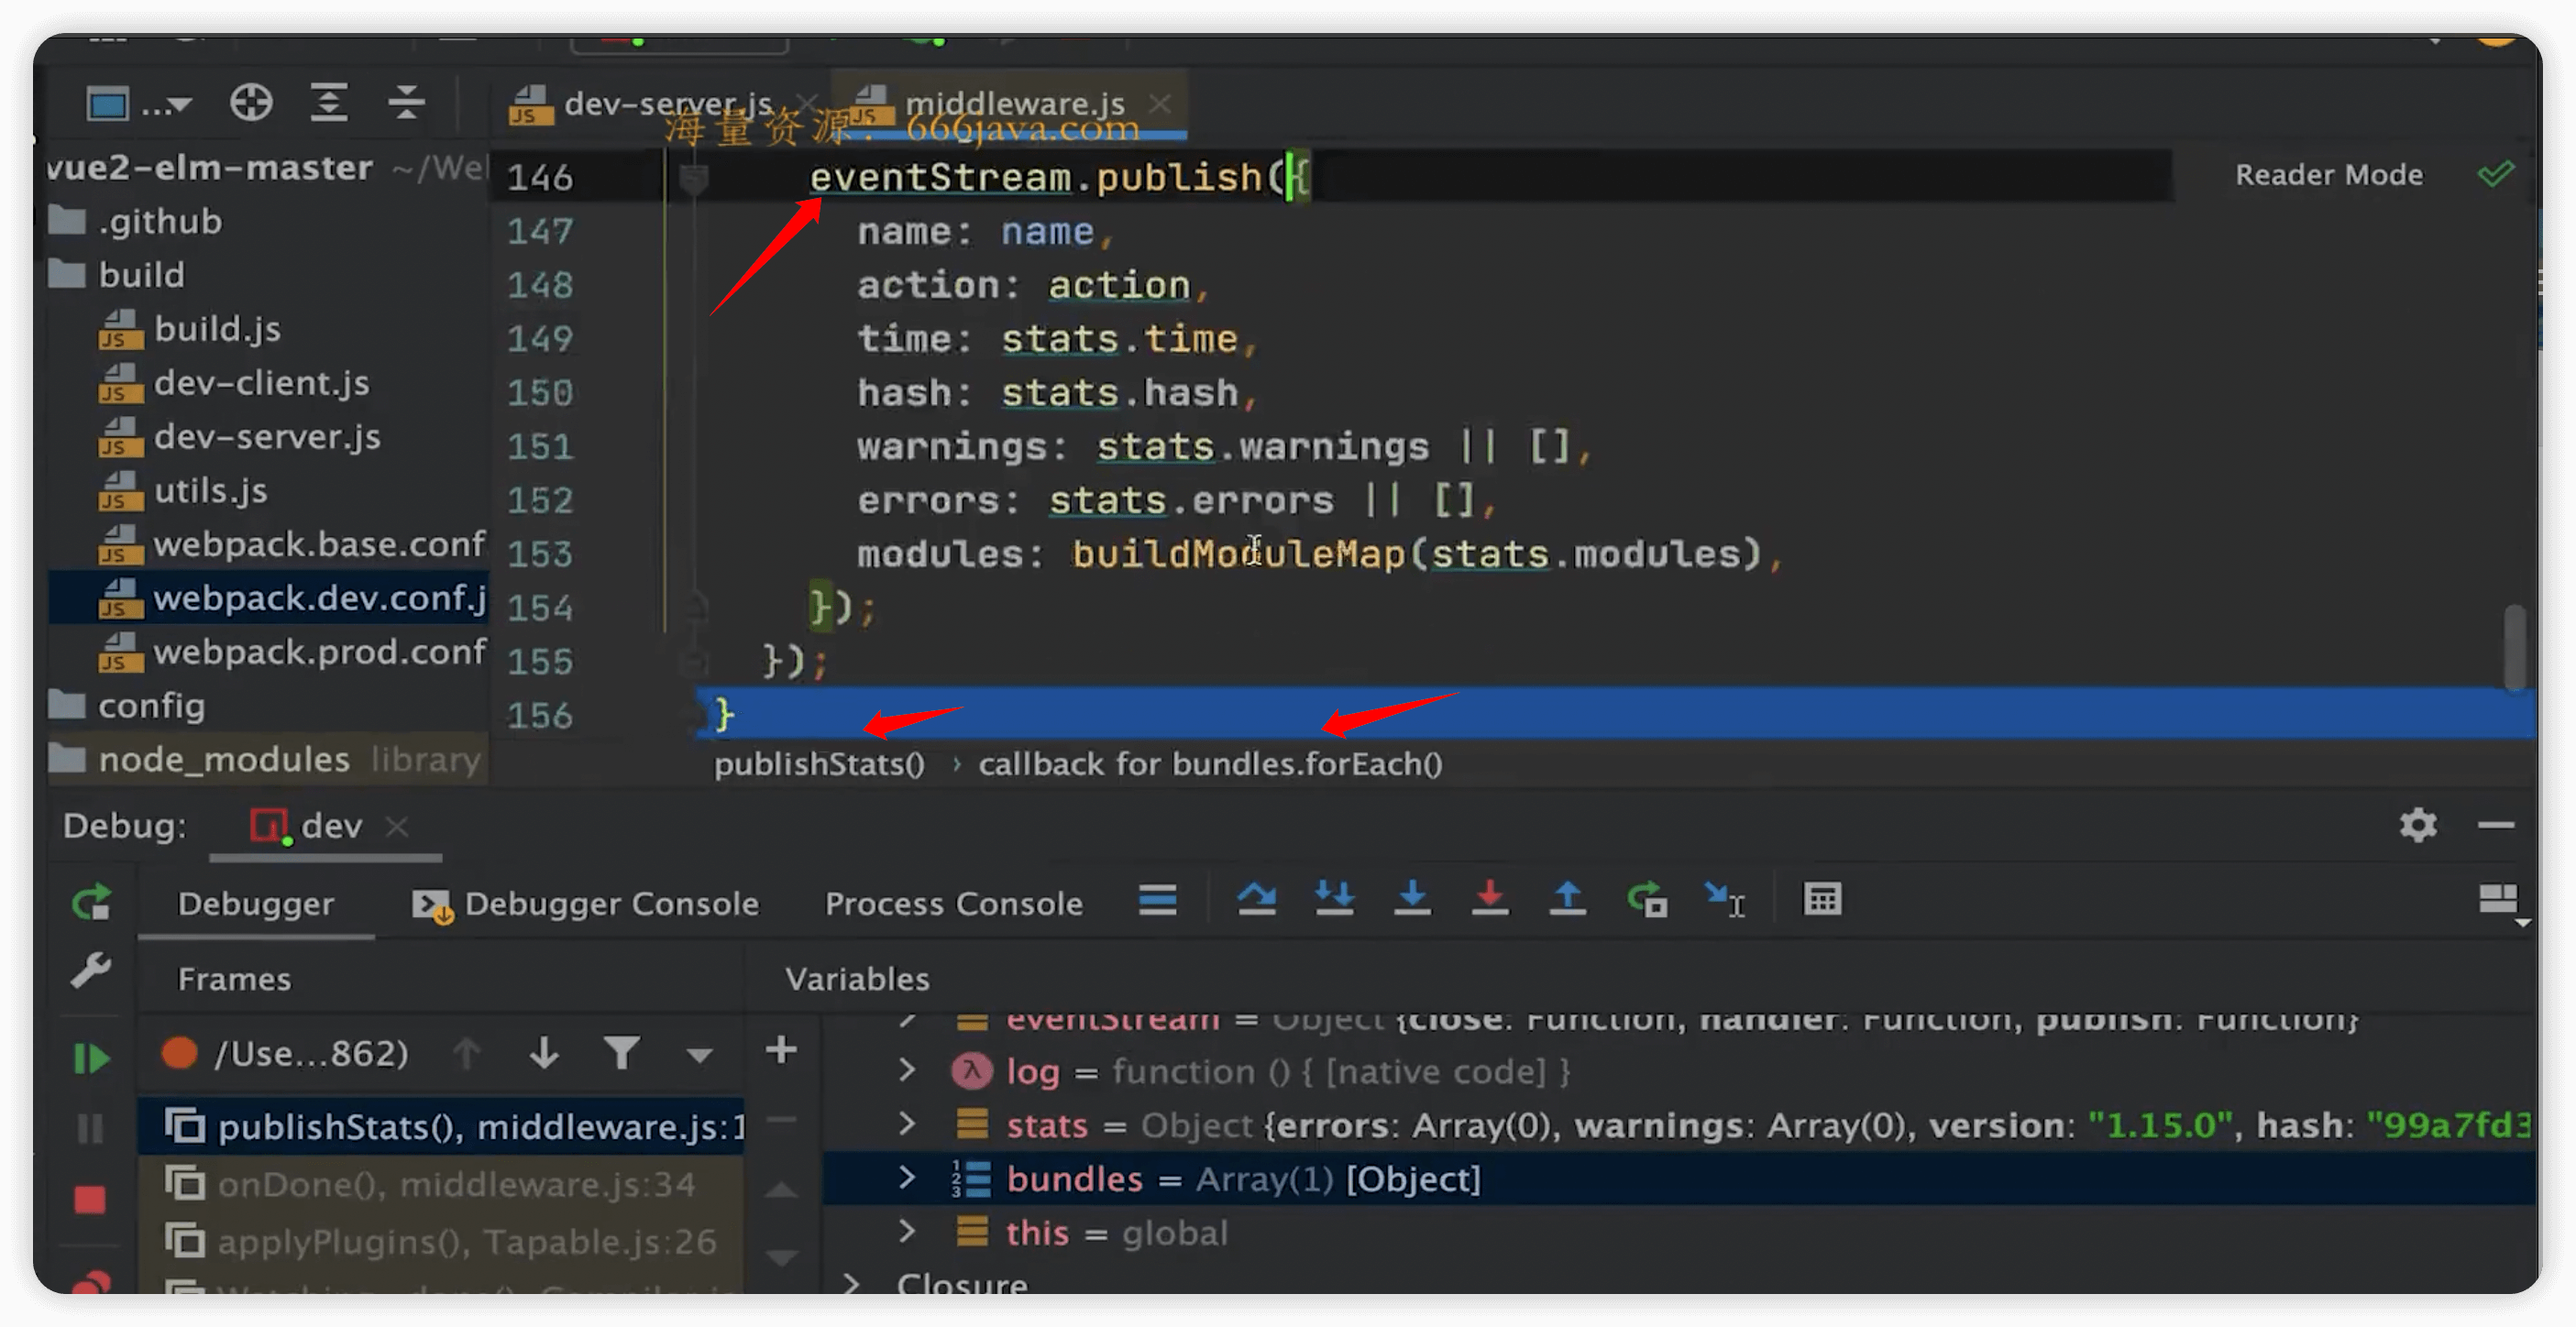 dev-server.js
middleware.js
海量资源：666java.com
vue2-elm-master ~/Wel
.github
build
build.js
dev-client.js
dev-server.js
utils.js
webpack.base.conf
webpack.dev.conf.j
webpack.prod.conf
config
node_modules library
Reader Mode
146 eventStream.publish({
147 name: name,
148 action: action,
149 time: stats.time,
150 hash: stats.hash,
151 warnings: stats.warnings || [],
152 errors: stats.errors || [],
153 modules: buildModuleMap(stats.modules),
154 });
155 });
156 }
publishStats() › callback for bundles.forEach()
Debug: dev
Debugger Debugger Console Process Console
Frames
Variables
/Use...862)
publishStats(), middleware.js:1
onDone(), middleware.js:34
applyPlugins(), Tapable.js:26
eventStream = Object {close: Function, handler: Function, publish: Function}
log = function () { [native code] }
stats = Object {errors: Array(0), warnings: Array(0), version: "1.15.0", hash: "99a7fd3
bundles = Array(1) [Object]
this = global
Closure